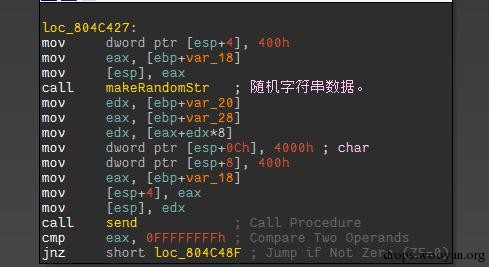 loc_804C427:
mov dword ptr [esp+4], 400h
mov eax, [ebp+var_18]
mov [esp], eax
call makeRandomStr ; 随机字符串数据。
mov edx, [ebp+var_20]
mov eax, [ebp+var_28]
mov edx, [eax+edx*8]
mov dword ptr [esp+0Ch], 4000h ; char
mov dword ptr [esp+8], 400h
mov eax, [ebp+var_18]
mov [esp+4], eax
mov [esp], edx
call send ; Call Procedure
cmp eax, 0FFFFFFFFh ; Compare Two Operands
jnz short loc_804C48F ; Jump if Not Zero (ZF=0)
drops.wooyun.org